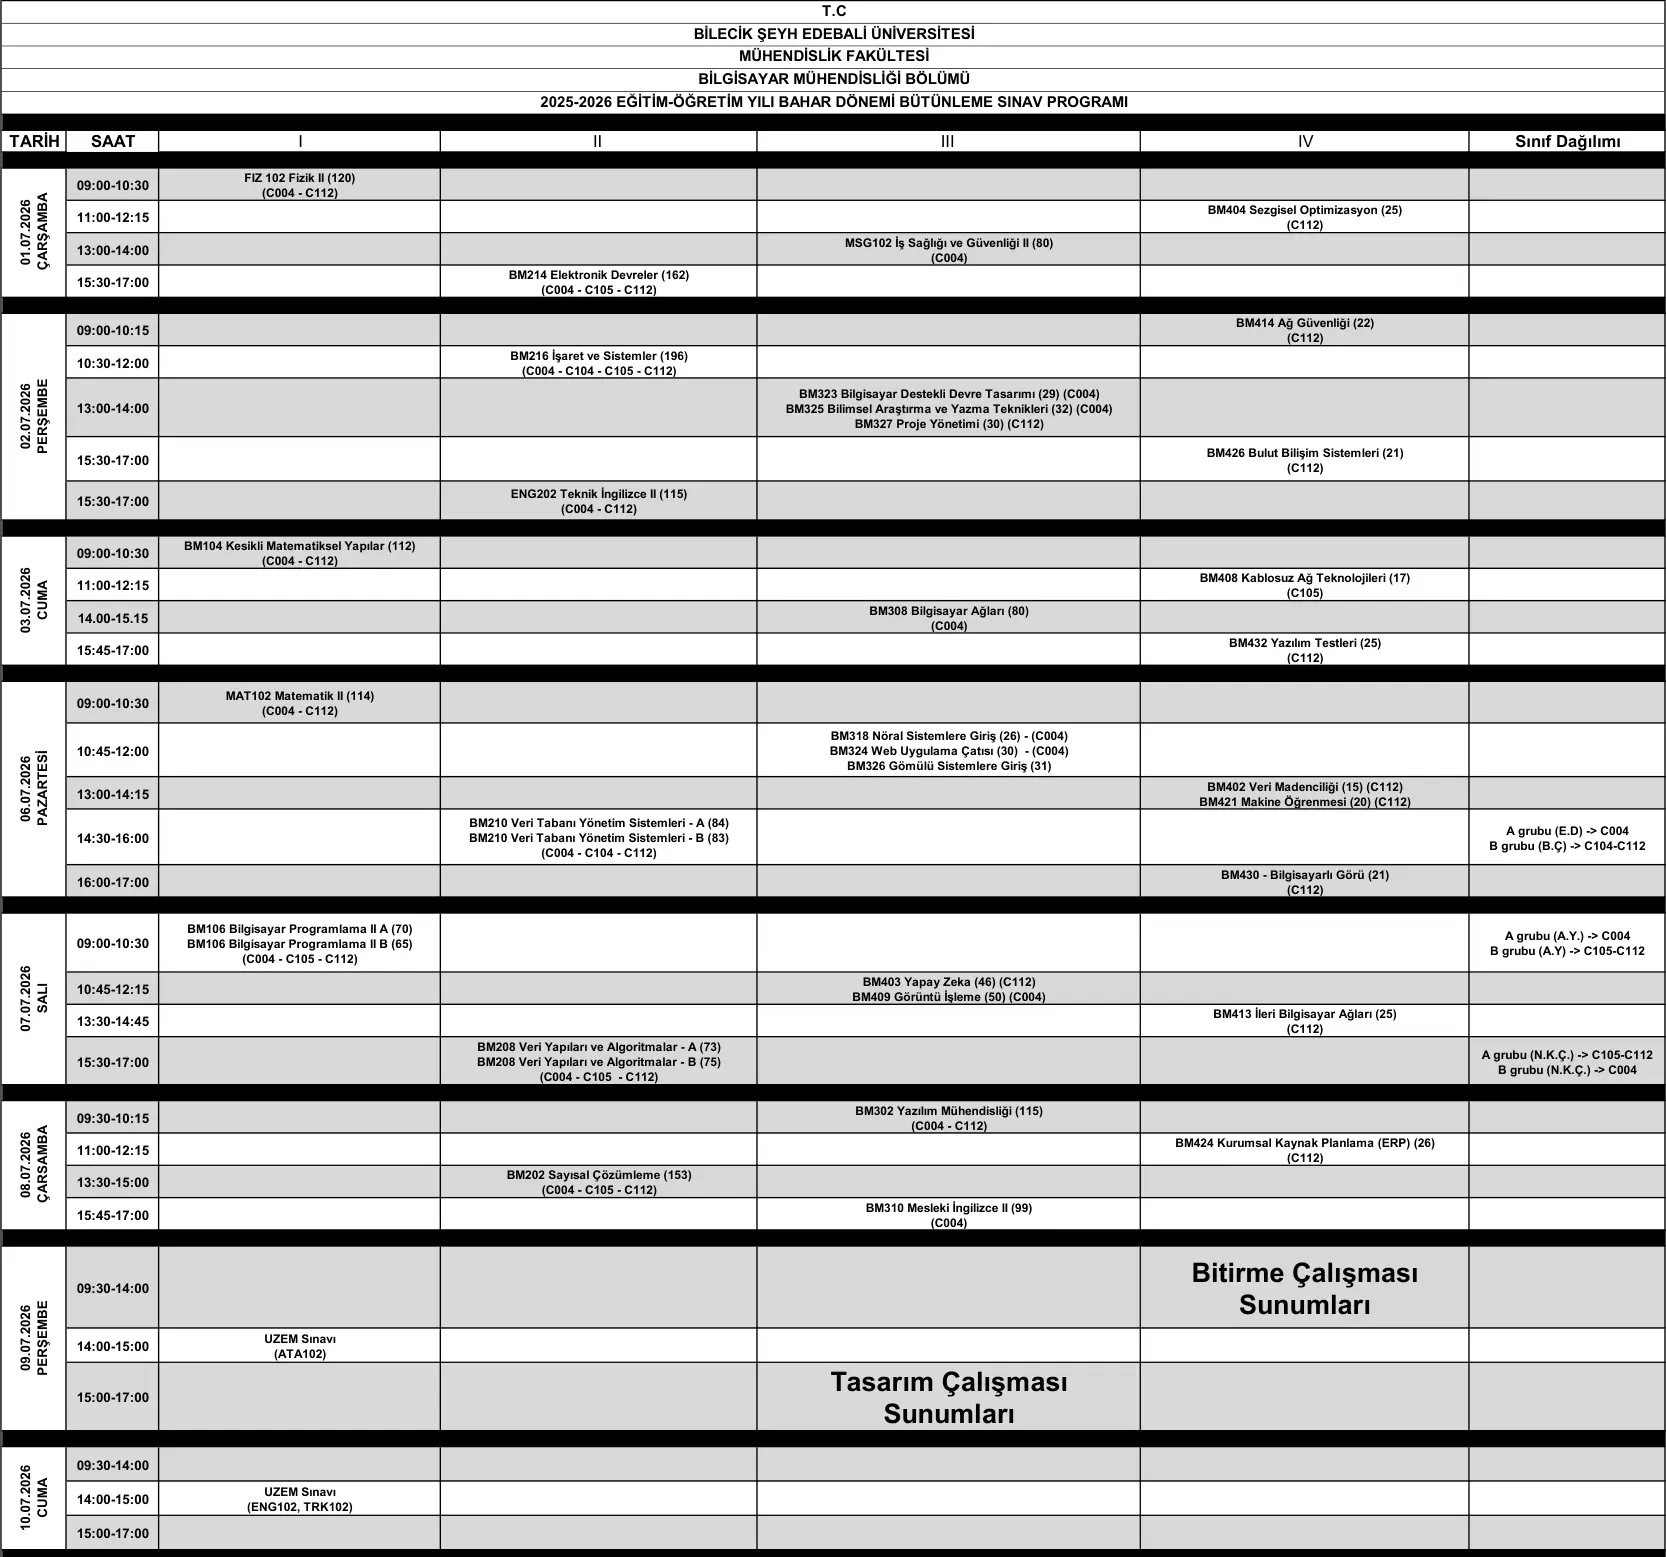 T.C
BİLECİK ŞEYH EDEBALİ ÜNİVERSİTESİ
MÜHENDİSLİK FAKÜLTESİ
BİLGİSAYAR MÜHENDİSLİĞİ BÖLÜMÜ
2025-2026 EĞİTİM-ÖĞRETİM YILI BAHAR DÖNEMİ BÜTÜNLEME SINAV PROGRAMI
TARİH SAAT I II III IV Sınıf Dağılımı
01.07.2026
ÇARŞAMBA
09:00-10:30
FIZ 102 Fizik II (120)
(C004 - C112)
11:00-12:15
BM404 Sezgisel Optimizasyon (25)
(C112)
13:00-14:00
MSG102 İş Sağlığı ve Güvenliği II (80)
(C004)
15:30-17:00
BM214 Elektronik Devreler (162)
(C004 - C105 - C112)
02.07.2026
PERŞEMBE
09:00-10:15
BM414 Ağ Güvenliği (22)
(C112)
10:30-12:00
BM216 İşaret ve Sistemler (196)
(C004 - C104 - C105 - C112)
13:00-14:00
BM323 Bilgisayar Destekli Devre Tasarımı (29) (C004)
BM325 Bilimsel Araştırma ve Yazma Teknikleri (32) (C004)
BM327 Proje Yönetimi (30) (C112)
15:30-17:00
BM426 Bulut Bilişim Sistemleri (21)
(C112)
15:30-17:00
ENG202 Teknik İngilizce II (115)
(C004 - C112)
03.07.2026
CUMA
09:00-10:30
BM104 Kesikli Matematiksel Yapılar (112)
(C004 - C112)
11:00-12:15
BM408 Kablosuz Ağ Teknolojileri (17)
(C105)
14.00-15.15
BM308 Bilgisayar Ağları (80)
(C004)
15:45-17:00
BM432 Yazılım Testleri (25)
(C112)
06.07.2026
PAZARTESİ
09:00-10:30
MAT102 Matematik II (114)
(C004 - C112)
10:45-12:00
BM318 Nöral Sistemlere Giriş (26) - (C004)
BM324 Web Uygulama Çatısı (30) - (C004)
BM326 Gömülü Sistemlere Giriş (31)
13:00-14:15
BM402 Veri Madenciliği (15) (C112)
BM421 Makine Öğrenmesi (20) (C112)
14:30-16:00
BM210 Veri Tabanı Yönetim Sistemleri - A (84)
BM210 Veri Tabanı Yönetim Sistemleri - B (83)
(C004 - C104 - C112)
A grubu (E.D) -> C004
B grubu (B.Ç) -> C104-C112
16:00-17:00
BM430 - Bilgisayarlı Görü (21)
(C112)
07.07.2026
SALI
09:00-10:30
BM106 Bilgisayar Programlama II A (70)
BM106 Bilgisayar Programlama II B (65)
(C004 - C105 - C112)
A grubu (A.Y.) -> C004
B grubu (A.Y) -> C105-C112
10:45-12:15
BM403 Yapay Zeka (46) (C112)
BM409 Görüntü İşleme (50) (C004)
13:30-14:45
BM413 İleri Bilgisayar Ağları (25)
(C112)
15:30-17:00
BM208 Veri Yapıları ve Algoritmalar - A (73)
BM208 Veri Yapıları ve Algoritmalar - B (75)
(C004 - C105 - C112)
A grubu (N.K.Ç.) -> C105-C112
B grubu (N.K.Ç.) -> C004
08.07.2026
ÇARSAMBA
09:30-10:15
BM302 Yazılım Mühendisliği (115)
(C004 - C112)
11:00-12:15
BM424 Kurumsal Kaynak Planlama (ERP) (26)
(C112)
13:30-15:00
BM202 Sayısal Çözümleme (153)
(C004 - C105 - C112)
15:45-17:00
BM310 Mesleki İngilizce II (99)
(C004)
09.07.2026
PERŞEMBE
09:30-14:00
Bitirme Çalışması
Sunumları
14:00-15:00
UZEM Sınavı
(ATA102)
15:00-17:00
Tasarım Çalışması
Sunumları
10.07.2026
CUMA
09:30-14:00
14:00-15:00
UZEM Sınavı
(ENG102, TRK102)
15:00-17:00